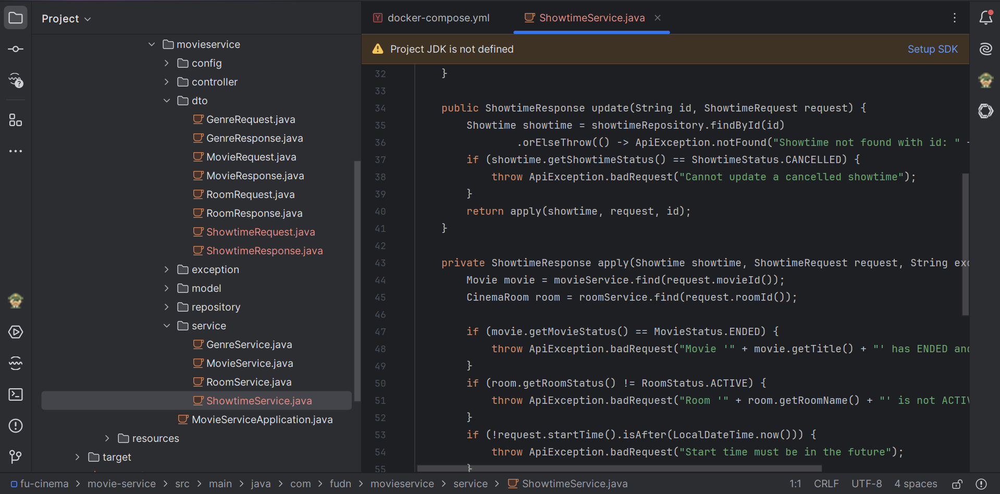 Project
docker-compose.yml
ShowtimeService.java
Project JDK is not defined
Setup SDK
movieservice
config
controller
dto
GenreRequest.java
GenreResponse.java
MovieRequest.java
MovieResponse.java
RoomRequest.java
RoomResponse.java
ShowtimeRequest.java
ShowtimeResponse.java
exception
model
repository
service
GenreService.java
MovieService.java
RoomService.java
ShowtimeService.java
MovieServiceApplication.java
resources
target
32 }
33
34 public ShowtimeResponse update(String id, ShowtimeRequest request) {
35 Showtime showtime = showtimeRepository.findById(id)
36 .orElseThrow(() -> ApiException.notFound("Showtime not found with id: "
37 if (showtime.getShowtimeStatus() == ShowtimeStatus.CANCELLED) {
38 throw ApiException.badRequest("Cannot update a cancelled showtime");
39 }
40 return apply(showtime, request, id);
41 }
42
43 private ShowtimeResponse apply(Showtime showtime, ShowtimeRequest request, String exc
44 Movie movie = movieService.find(request.movieId());
45 CinemaRoom room = roomService.find(request.roomId());
46
47 if (movie.getMovieStatus() == MovieStatus.ENDED) {
48 throw ApiException.badRequest("Movie '" + movie.getTitle() + "' has ENDED and
49 }
50 if (room.getRoomStatus() != RoomStatus.ACTIVE) {
51 throw ApiException.badRequest("Room '" + room.getRoomName() + "' is not ACTIV
52 }
53 if (!request.startTime().isAfter(LocalDateTime.now())) {
54 throw ApiException.badRequest("Start time must be in the future");
55 }
fu-cinema > movie-service > src > main > java > com > fudn > movieservice > service > ShowtimeService.java
1:1 CRLF UTF-8 4 spaces